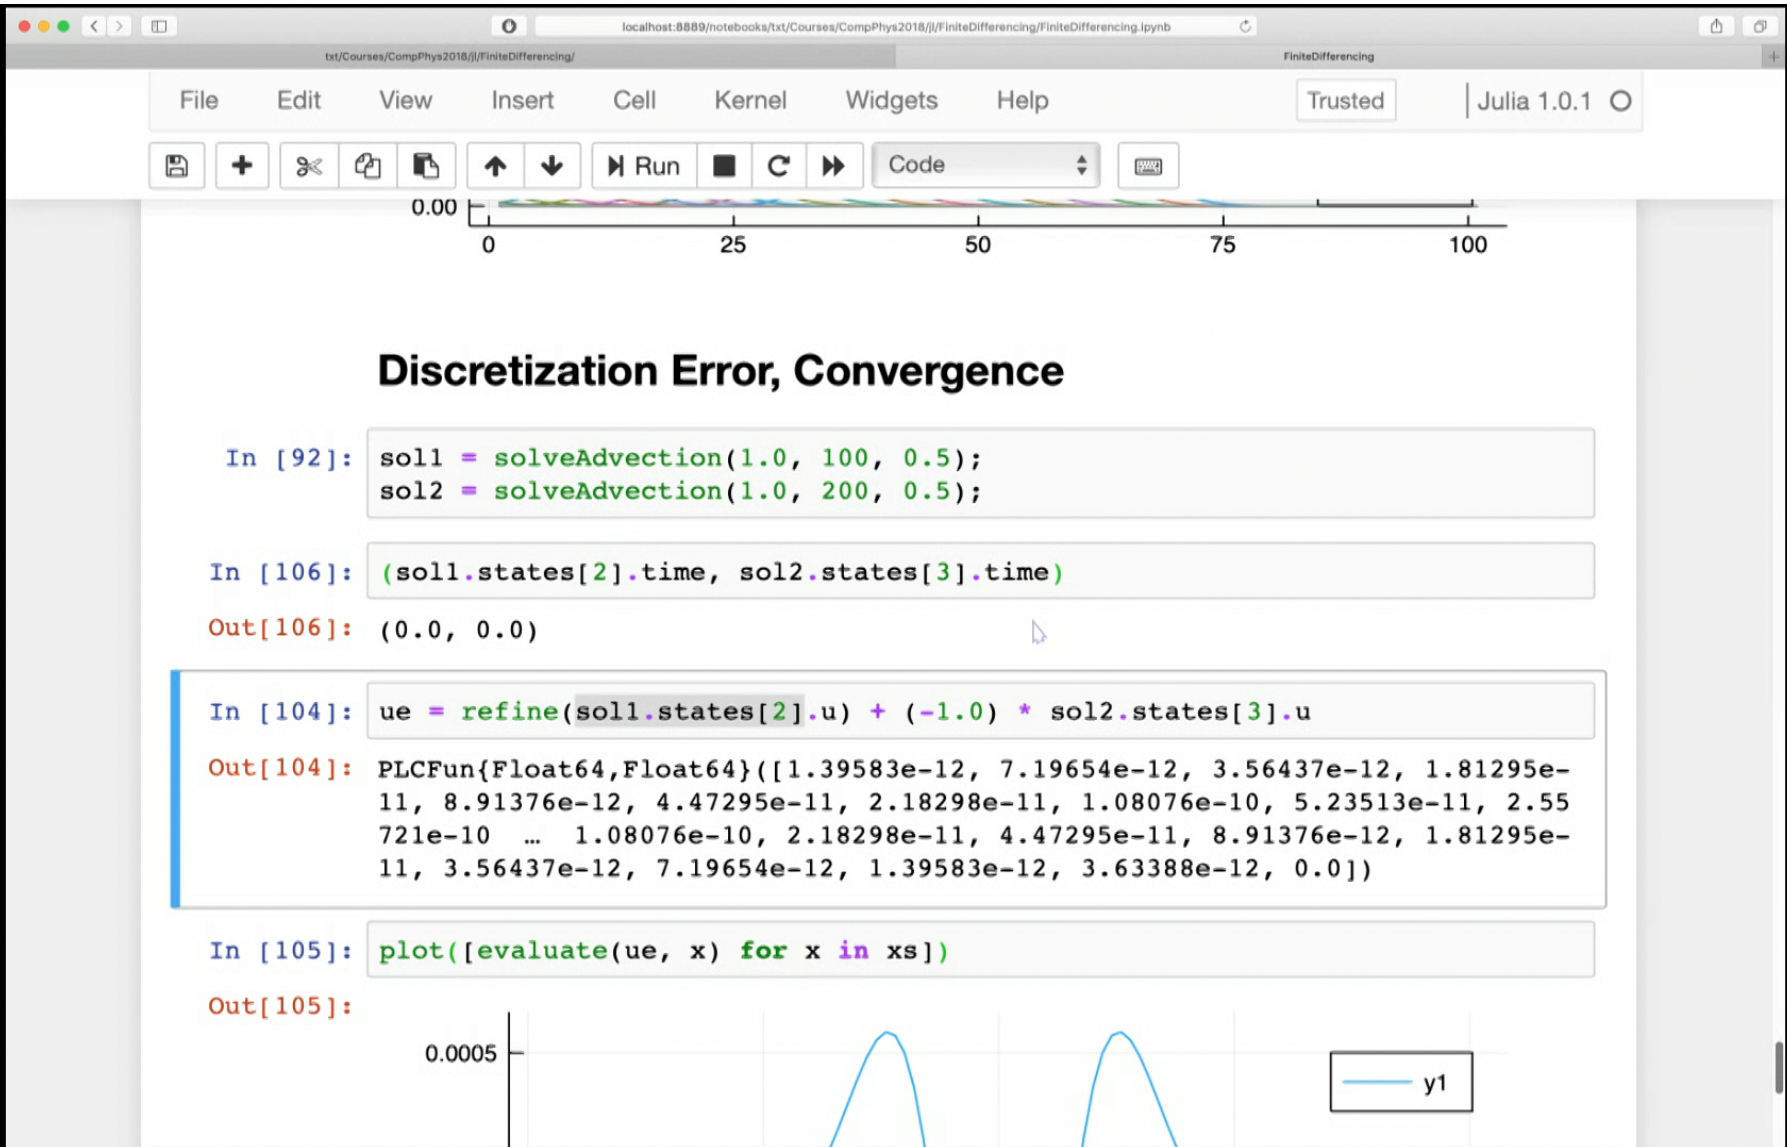 localhost:8889/notebooks/txt/Courses/CompPhys2018/jl/FiniteDifferencing/FiniteDifferencing.ipynb
txt/Courses/CompPhys2018/jl/FiniteDifferencing/
FiniteDifferencing
File Edit View Insert Cell Kernel Widgets Help Trusted Julia 1.0.1
Run Code
0.00
0 25 50 75 100
Discretization Error, Convergence
In [92]: sol1 = solveAdvection(1.0, 100, 0.5);
sol2 = solveAdvection(1.0, 200, 0.5);
In [106]: (sol1.states[2].time, sol2.states[3].time)
Out[106]: (0.0, 0.0)
In [104]: ue = refine(sol1.states[2].u) + (-1.0) * sol2.states[3].u
Out[104]: PLCFun{Float64,Float64}([1.39583e-12, 7.19654e-12, 3.56437e-12, 1.81295e-
11, 8.91376e-12, 4.47295e-11, 2.18298e-11, 1.08076e-10, 5.23513e-11, 2.55
721e-10 … 1.08076e-10, 2.18298e-11, 4.47295e-11, 8.91376e-12, 1.81295e-
11, 3.56437e-12, 7.19654e-12, 1.39583e-12, 3.63388e-12, 0.0])
In [105]: plot([evaluate(ue, x) for x in xs])
Out[105]:
0.0005
y1